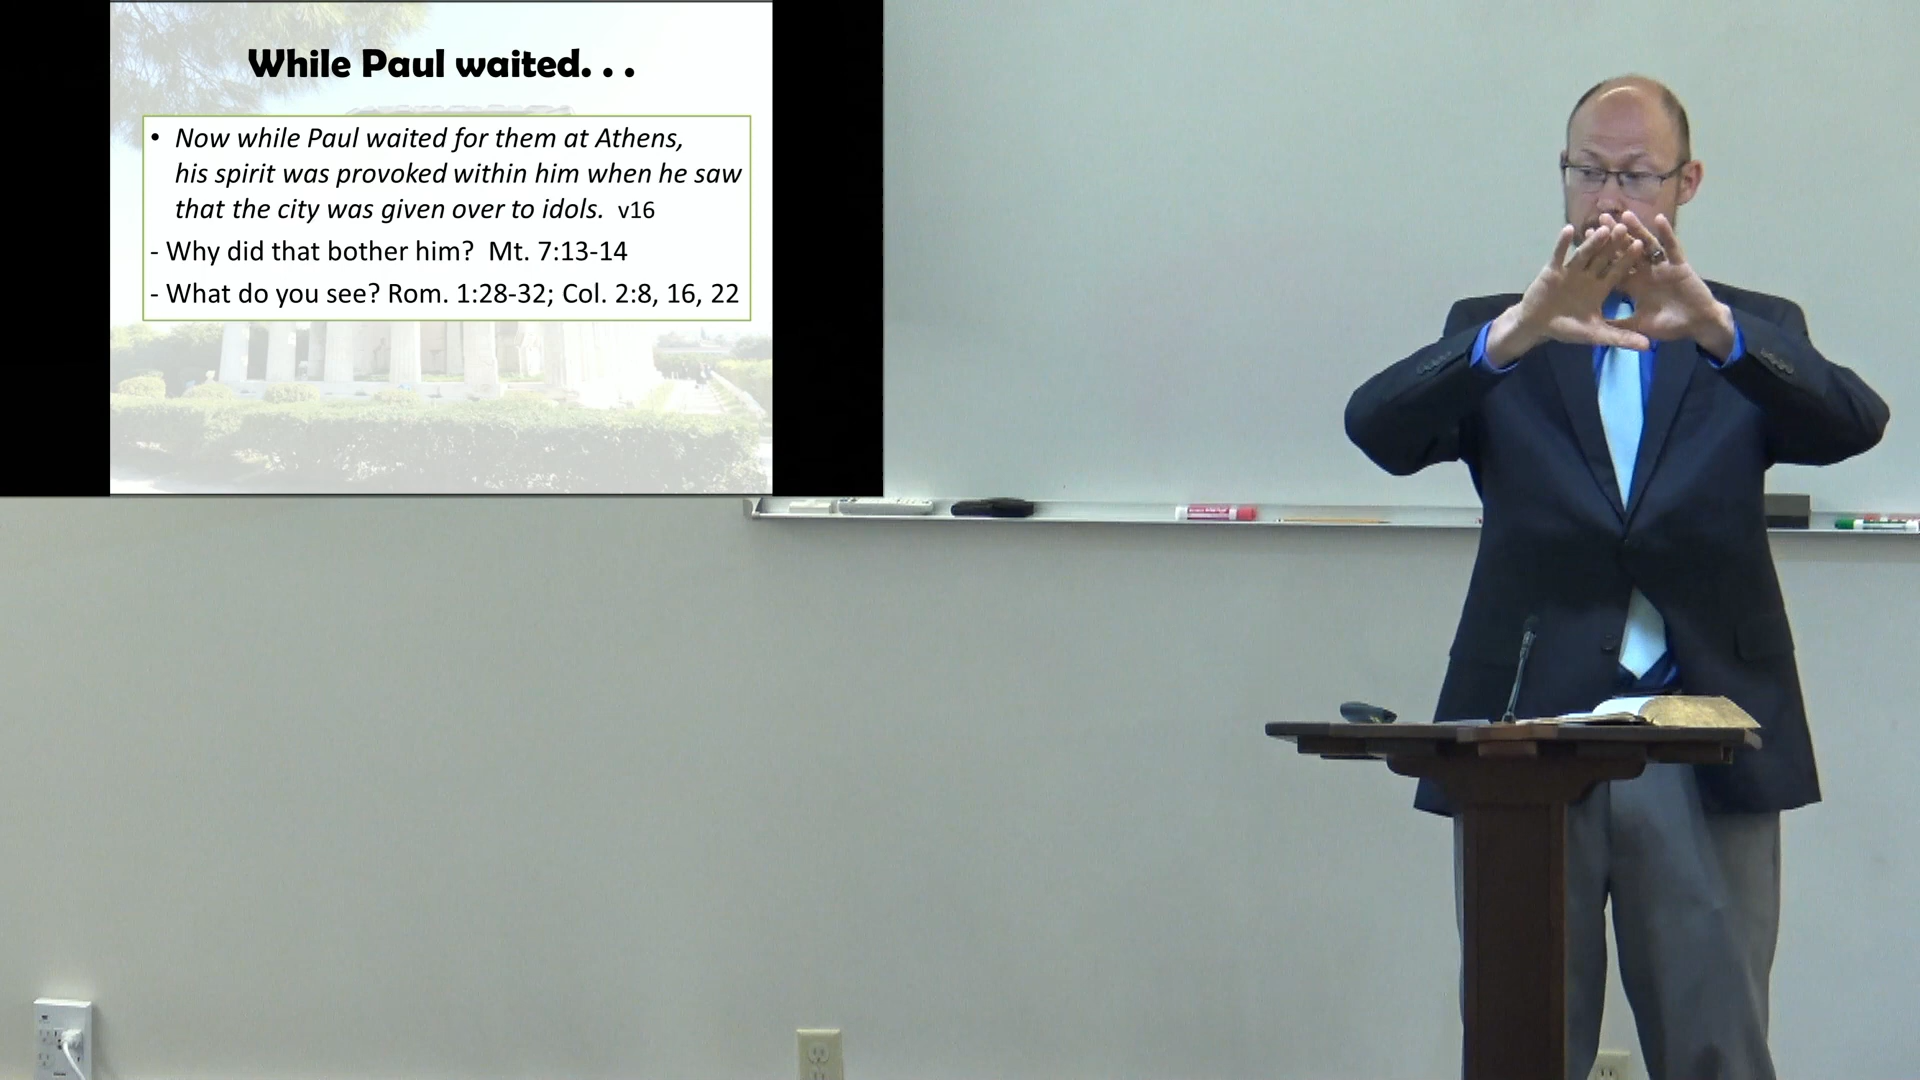 While Paul waited. . .
• Now while Paul waited for them at Athens,
his spirit was provoked within him when he saw
that the city was given over to idols. v16
- Why did that bother him? Mt. 7:13-14
- What do you see? Rom. 1:28-32; Col. 2:8, 16, 22